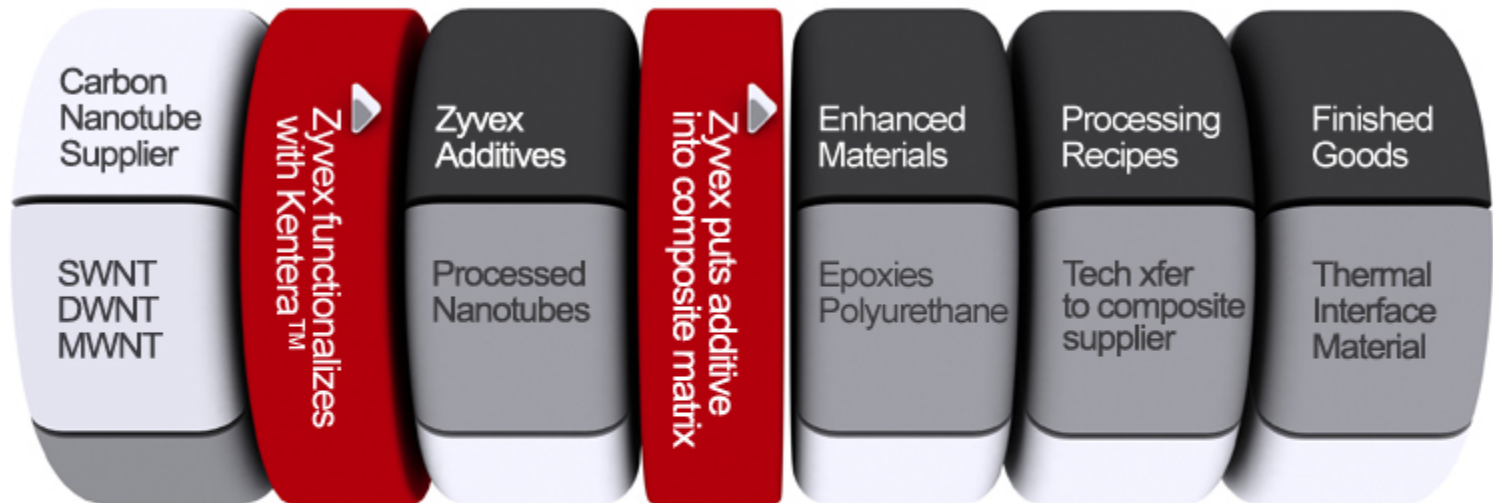 Carbon
Nanotube
Supplier
SWNT
DWNT
MWNT
Zyvex functionalizes
with Kentera™
Zyvex
Additives
Processed
Nanotubes
Zyvex puts additive
into composite matrix
Enhanced
Materials
Epoxies
Polyurethane
Processing
Recipes
Tech xfer
to composite
supplier
Finished
Goods
Thermal
Interface
Material